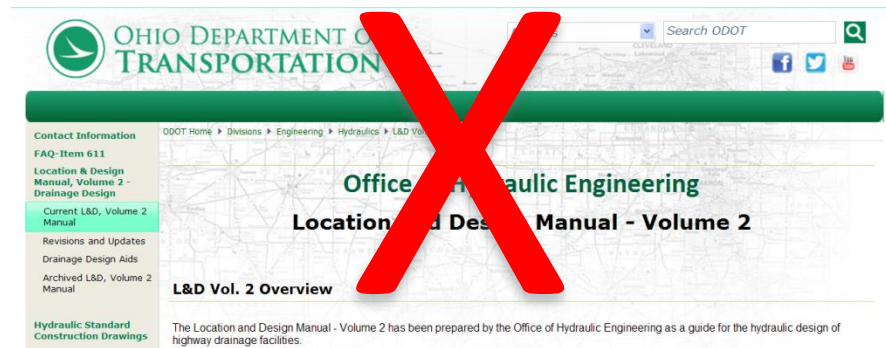 OHIO DEPARTMENT
TRANSPORTATION
Search ODOT
Contact Information
FAQ-Item 611
Location & Design
Manual, Volume 2 -
Drainage Design
Current L&D, Volume 2
Manual
Revisions and Updates
Drainage Design Aids
Archived L&D, Volume 2
Manual
Hydraulic Standard
Construction Drawings
ODOT Home Divisions Engineering Hydraulics L&D
Office Engineering
Location Manual - Volume 2
L&D Vol. 2 Overview
The Location and Design Manual - Volume 2 has been prepared by the Office of Hydraulic Engineering as a guide for the hydraulic design of
highway drainage facilities.